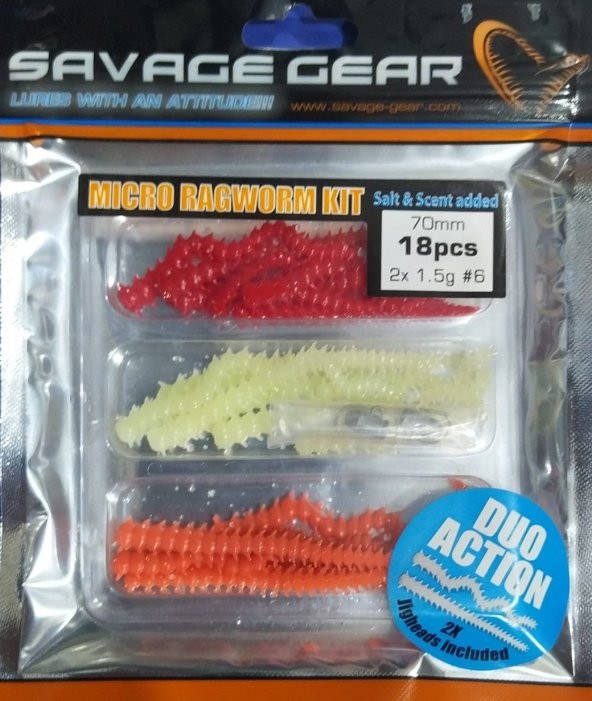 SAVAGE GEAR
LURES WITH AN ATTITUDE!!!
www.savage-gear.com
MICRO RAGWORM KIT
Salt & Scent added
70mm
18pcs
2x 1.5g #6
DUO
ACTION
2X
Jigheads included